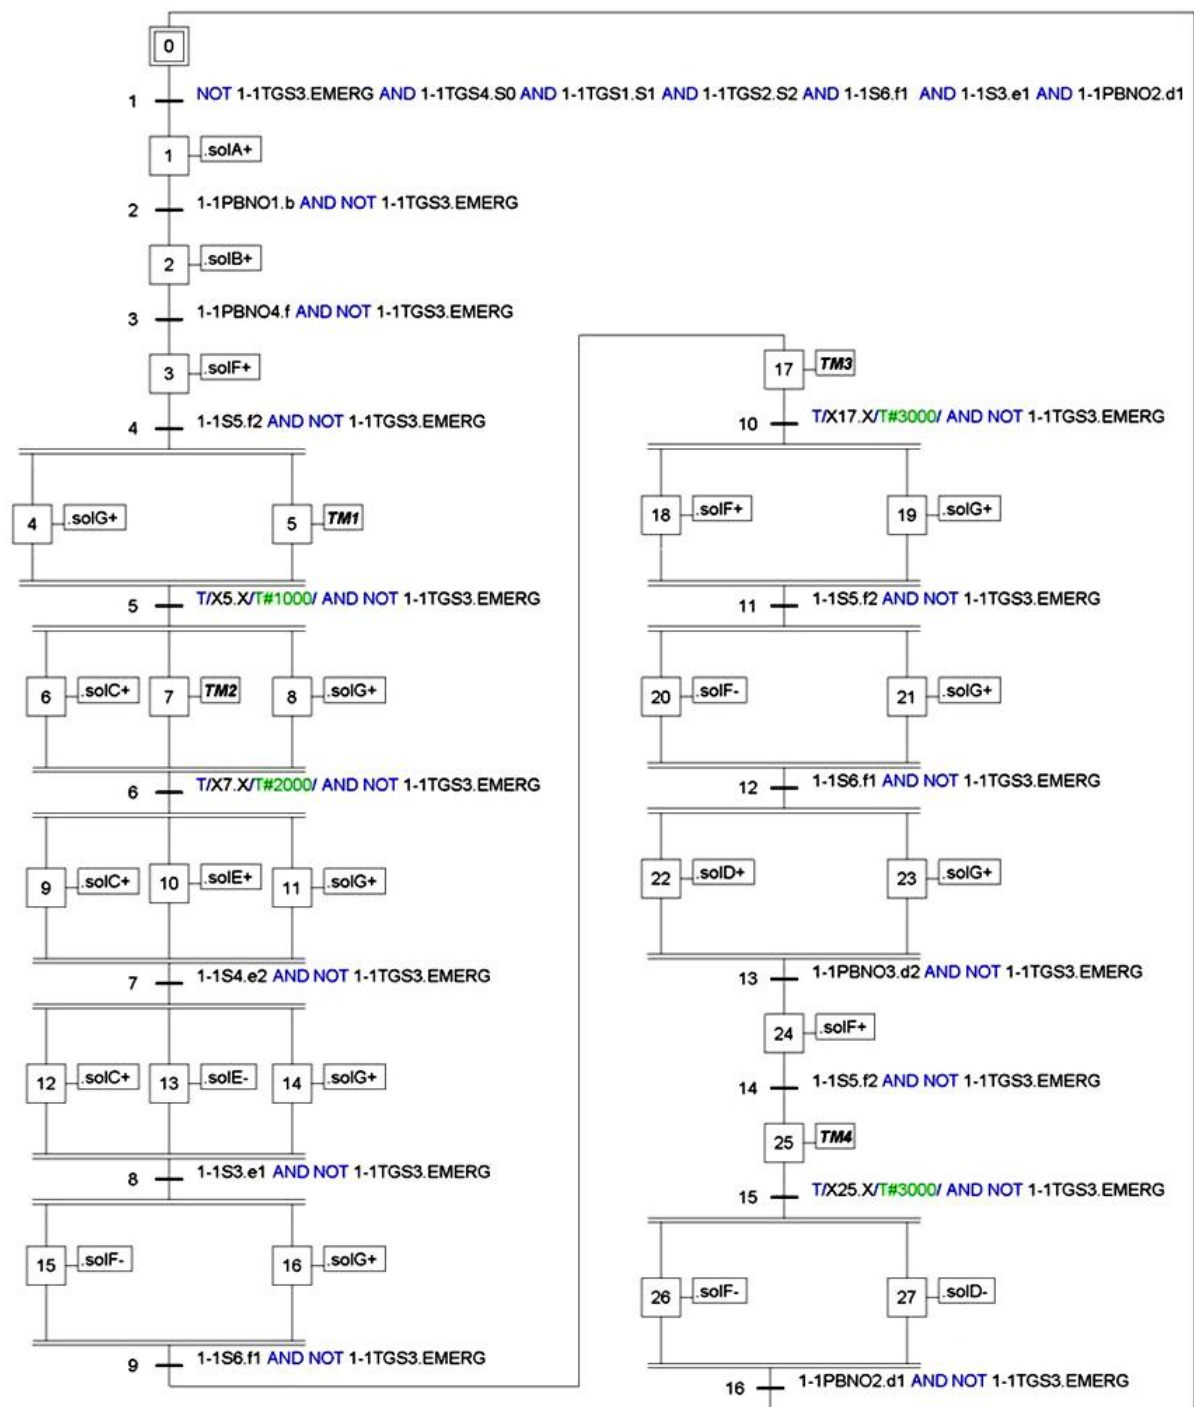 0
1 NOT 1-1TGS3.EMERG AND 1-1TGS4.S0 AND 1-1TGS1.S1 AND 1-1TGS2.S2 AND 1-1S6.f1 AND 1-1S3.e1 AND 1-1PBNO2.d1
1 .solA+
2 1-1PBNO1.b AND NOT 1-1TGS3.EMERG
2 .solB+
3 1-1PBNO4.f AND NOT 1-1TGS3.EMERG
3 .solF+
4 1-1S5.f2 AND NOT 1-1TGS3.EMERG
4 .solG+ 5 TM1
5 T/X5.X/T#1000/ AND NOT 1-1TGS3.EMERG
6 .solC+ 7 TM2 8 .solG+
6 T/X7.X/T#2000/ AND NOT 1-1TGS3.EMERG
9 .solC+ 10 .solE+ 11 .solG+
7 1-1S4.e2 AND NOT 1-1TGS3.EMERG
12 .solC+ 13 .solE- 14 .solG+
8 1-1S3.e1 AND NOT 1-1TGS3.EMERG
15 .solF- 16 .solG+
9 1-1S6.f1 AND NOT 1-1TGS3.EMERG
17 TM3
10 T/X17.X/T#3000/ AND NOT 1-1TGS3.EMERG
18 .solF+ 19 .solG+
11 1-1S5.f2 AND NOT 1-1TGS3.EMERG
20 .solF- 21 .solG+
12 1-1S6.f1 AND NOT 1-1TGS3.EMERG
22 .solD+ 23 .solG+
13 1-1PBNO3.d2 AND NOT 1-1TGS3.EMERG
24 .solF+
14 1-1S5.f2 AND NOT 1-1TGS3.EMERG
25 TM4
15 T/X25.X/T#3000/ AND NOT 1-1TGS3.EMERG
26 .solF- 27 .solD-
16 1-1PBNO2.d1 AND NOT 1-1TGS3.EMERG